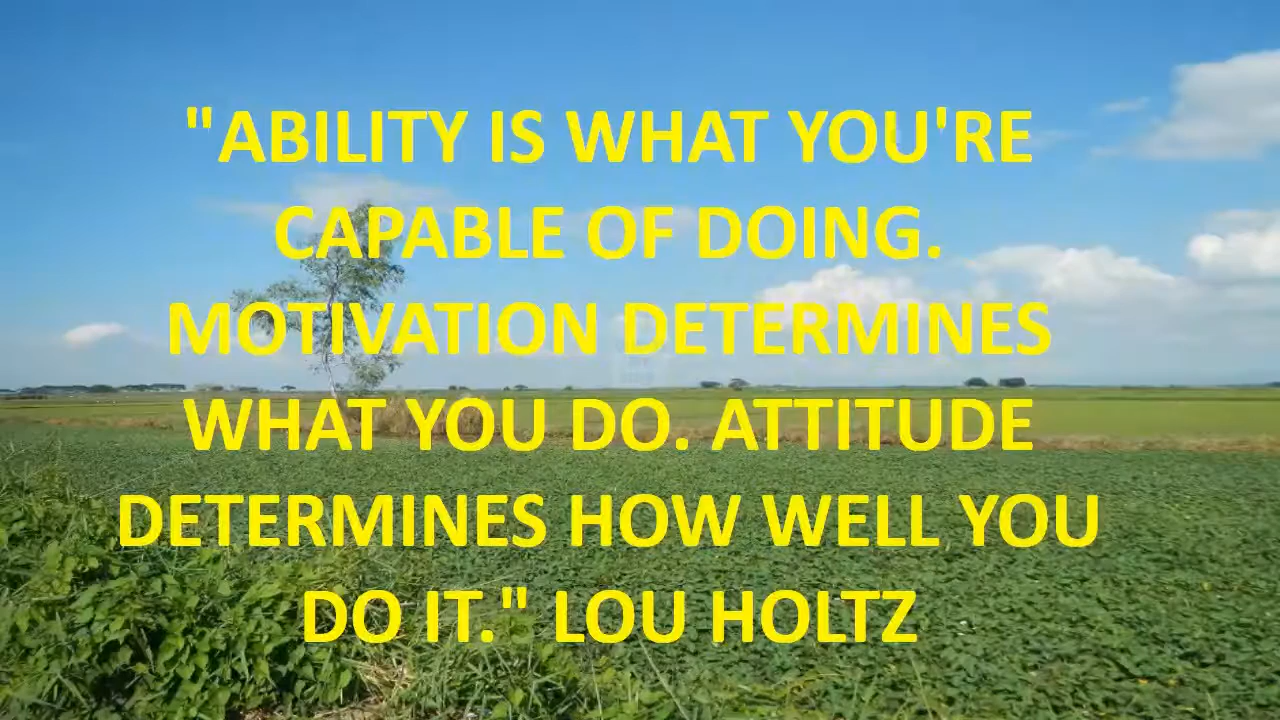 "ABILITY IS WHAT YOU'RE
CAPABLE OF DOING.
MOTIVATION DETERMINES
WHAT YOU DO. ATTITUDE
DETERMINES HOW WELL YOU
DO IT." LOU HOLTZ